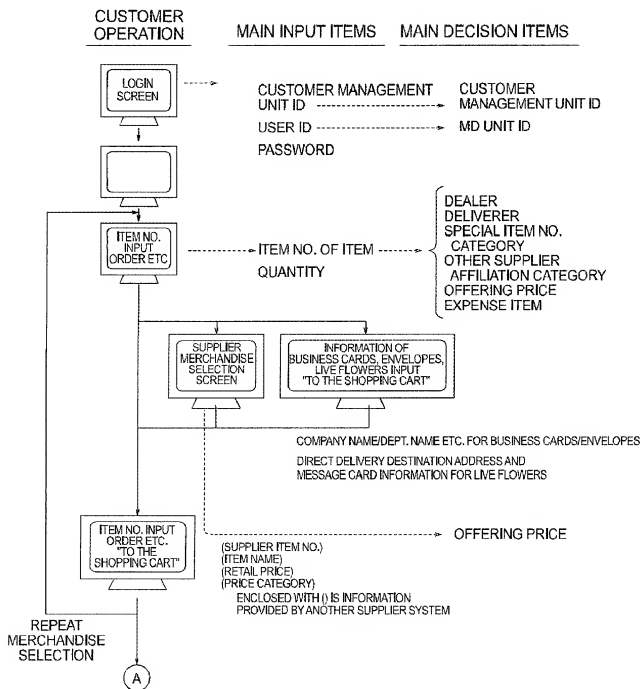 CUSTOMER
OPERATION
MAIN INPUT ITEMS
MAIN DECISION ITEMS
LOGIN
SCREEN
CUSTOMER MANAGEMENT
UNIT ID
CUSTOMER
MANAGEMENT UNIT ID
USER ID
MD UNIT ID
PASSWORD
ITEM NO.
INPUT
ORDER ETC
ITEM NO. OF ITEM
QUANTITY
DEALER
DELIVERER
SPECIAL ITEM NO.
CATEGORY
OTHER SUPPLIER
AFFILIATION CATEGORY
OFFERING PRICE
EXPENSE ITEM
SUPPLIER
MERCHANDISE
SELECTION
SCREEN
INFORMATION OF
BUSINESS CARDS, ENVELOPES,
LIVE FLOWERS INPUT
"TO THE SHOPPING CART"
COMPANY NAME/DEPT. NAME ETC. FOR BUSINESS CARDS/ENVELOPES
DIRECT DELIVERY DESTINATION ADDRESS AND
MESSAGE CARD INFORMATION FOR LIVE FLOWERS
ITEM NO. INPUT
ORDER ETC.
"TO THE
SHOPPING CART"
OFFERING PRICE
(SUPPLIER ITEM NO.)
(ITEM NAME)
(RETAIL PRICE)
(PRICE CATEGORY)
ENCLOSED WITH () IS INFORMATION
PROVIDED BY ANOTHER SUPPLIER SYSTEM
REPEAT
MERCHANDISE
SELECTION
A